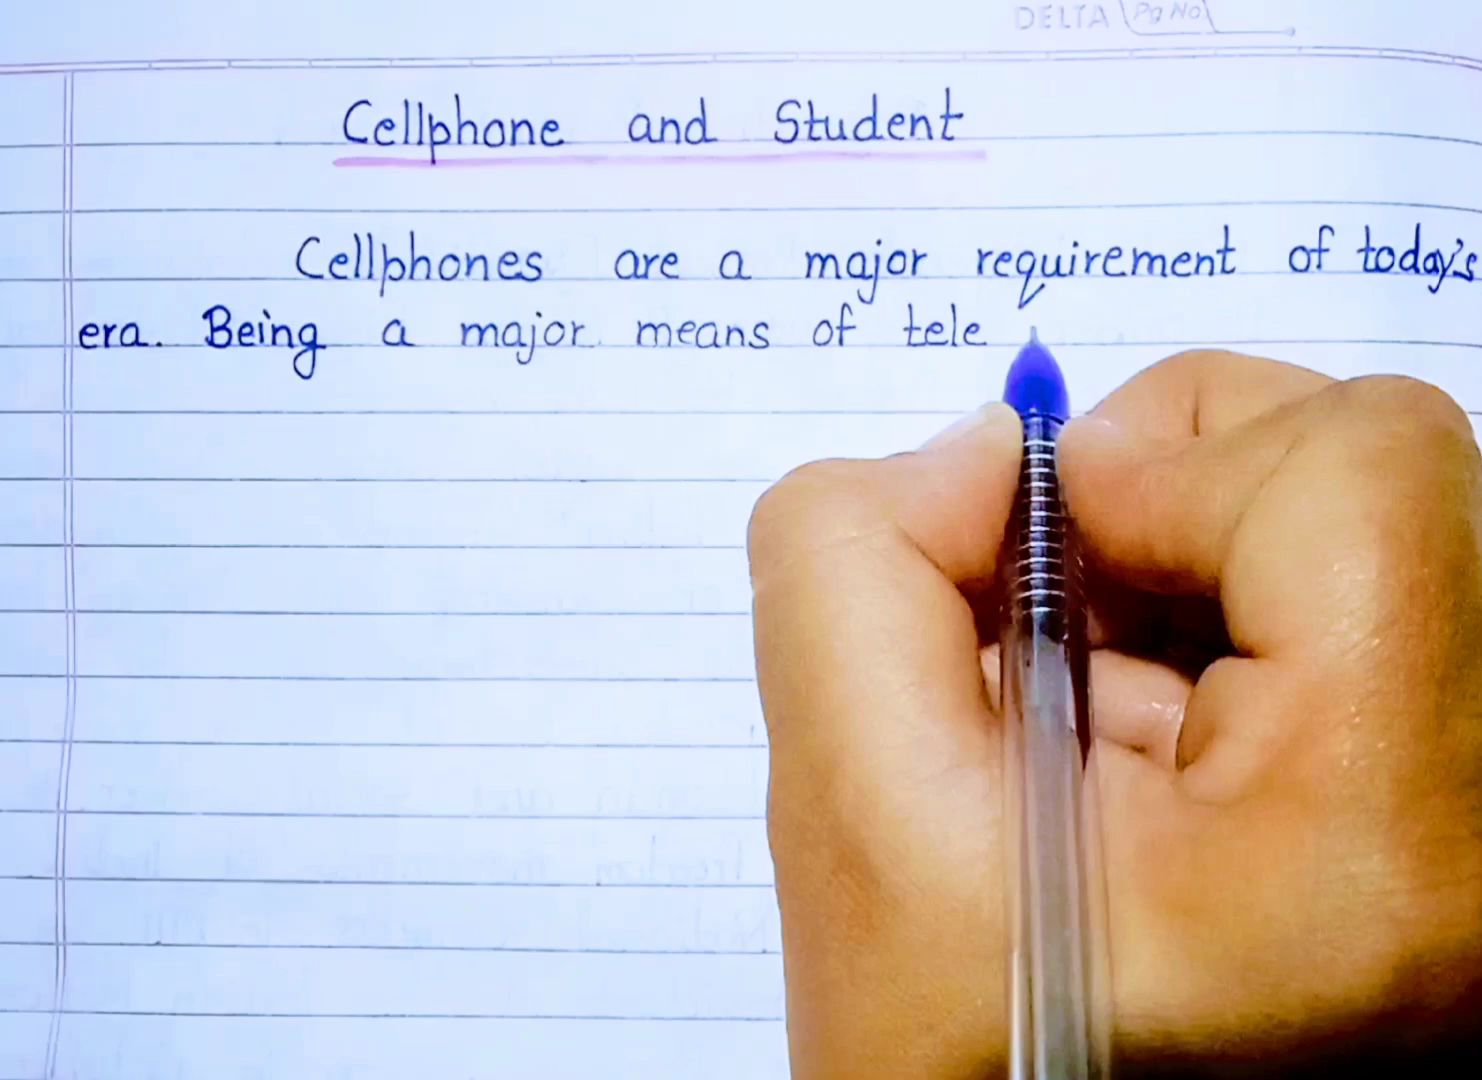 DELTA Pg No
Cellphone and Student
Cellphones are a major requirement of today's
era. Being a major means of tele